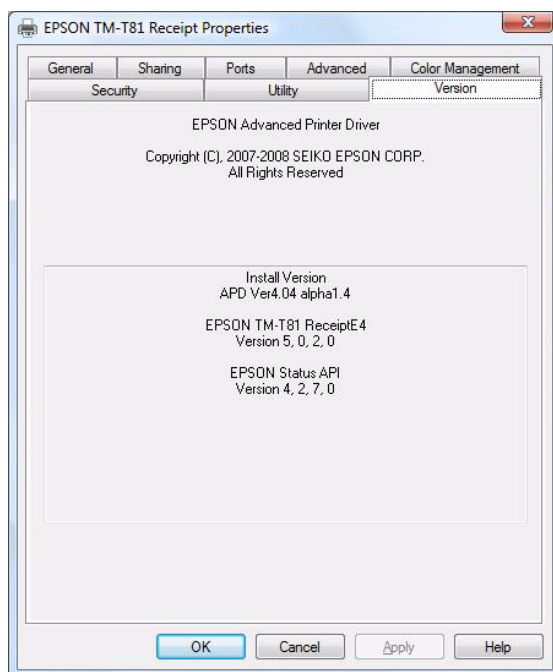 EPSON TM-T81 Receipt Properties
General Sharing Ports Advanced Color Management
Security Utility Version
EPSON Advanced Printer Driver
Copyright (C), 2007-2008 SEIKO EPSON CORP.
All Rights Reserved
Install Version
APD Ver4.04 alpha1.4
EPSON TM-T81 ReceiptE4
Version 5, 0, 2, 0
EPSON Status API
Version 4, 2, 7, 0
OK Cancel Apply Help